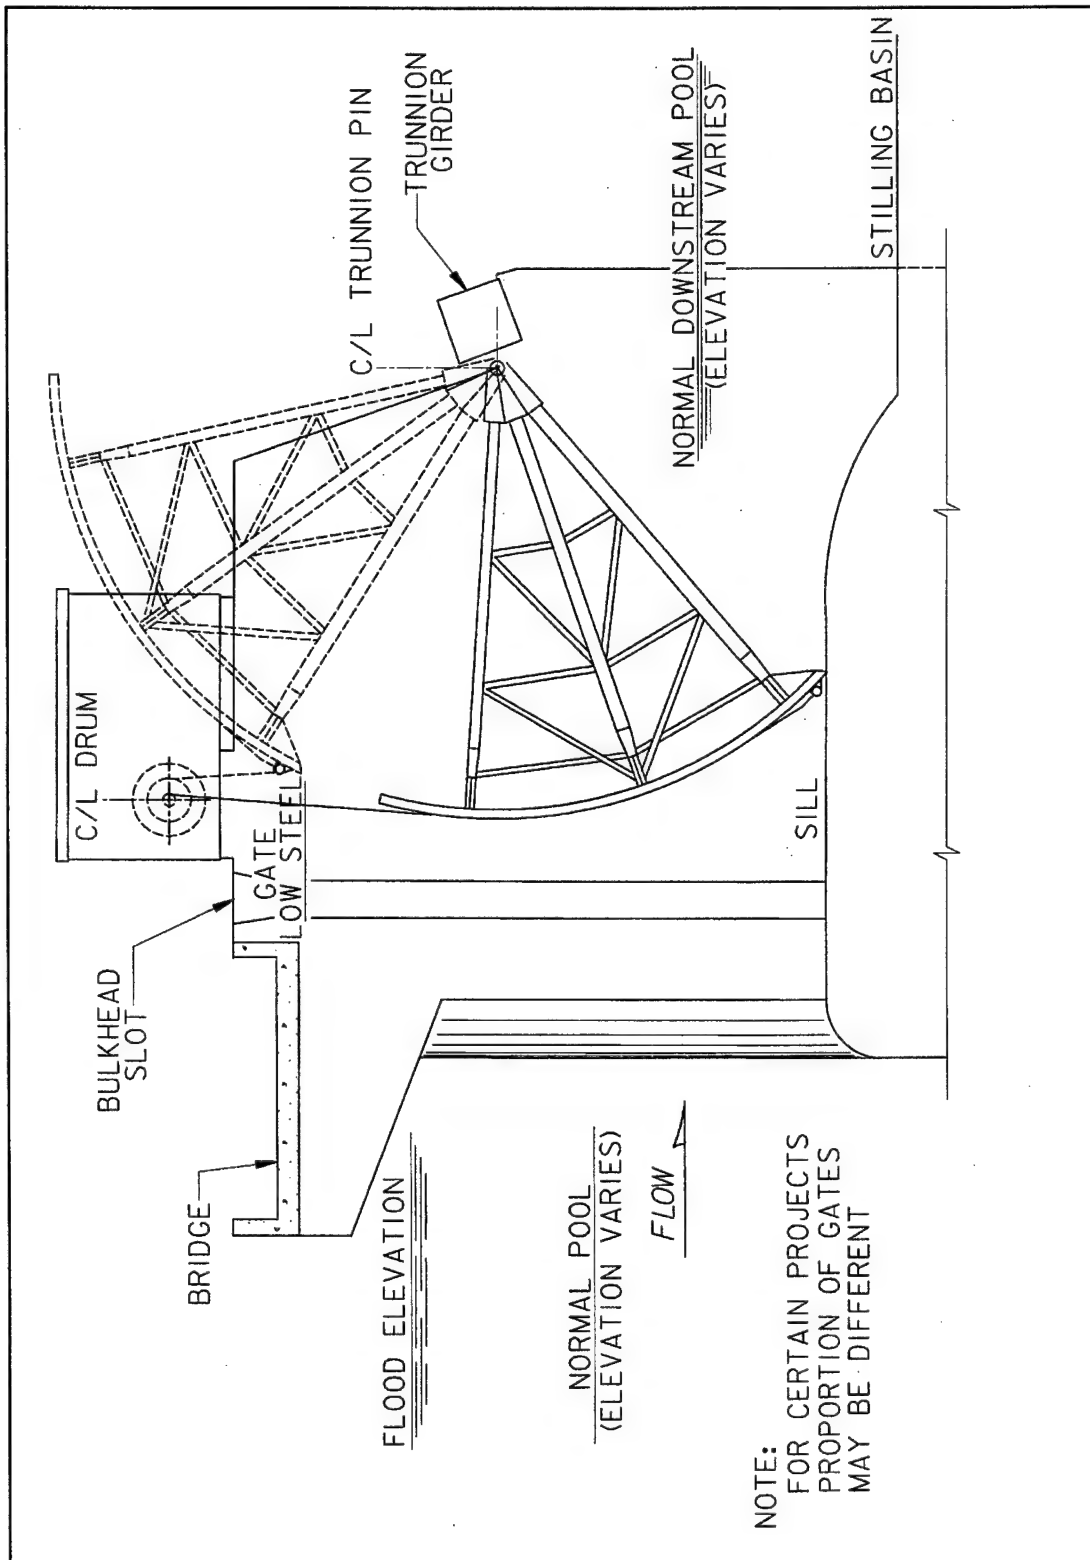 C/L TRUNNION PIN
TRUNNION
GIRDER
C/L DRUM
GATE
LOW STEEL
BULKHEAD
SLOT
BRIDGE
NORMAL DOWNSTREAM POOL
(ELEVATION VARIES)
STILLING BASIN
SILL
FLOOD ELEVATION
NORMAL POOL
(ELEVATION VARIES)
FLOW
NOTE:
FOR CERTAIN PROJECTS
PROPORTION OF GATES
MAY BE DIFFERENT